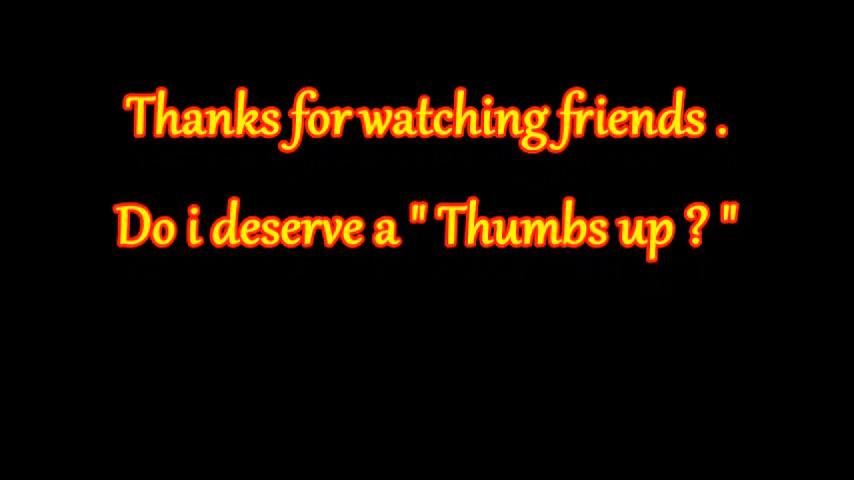 Thanks for watching friends .
Do i deserve a " Thumbs up ? "